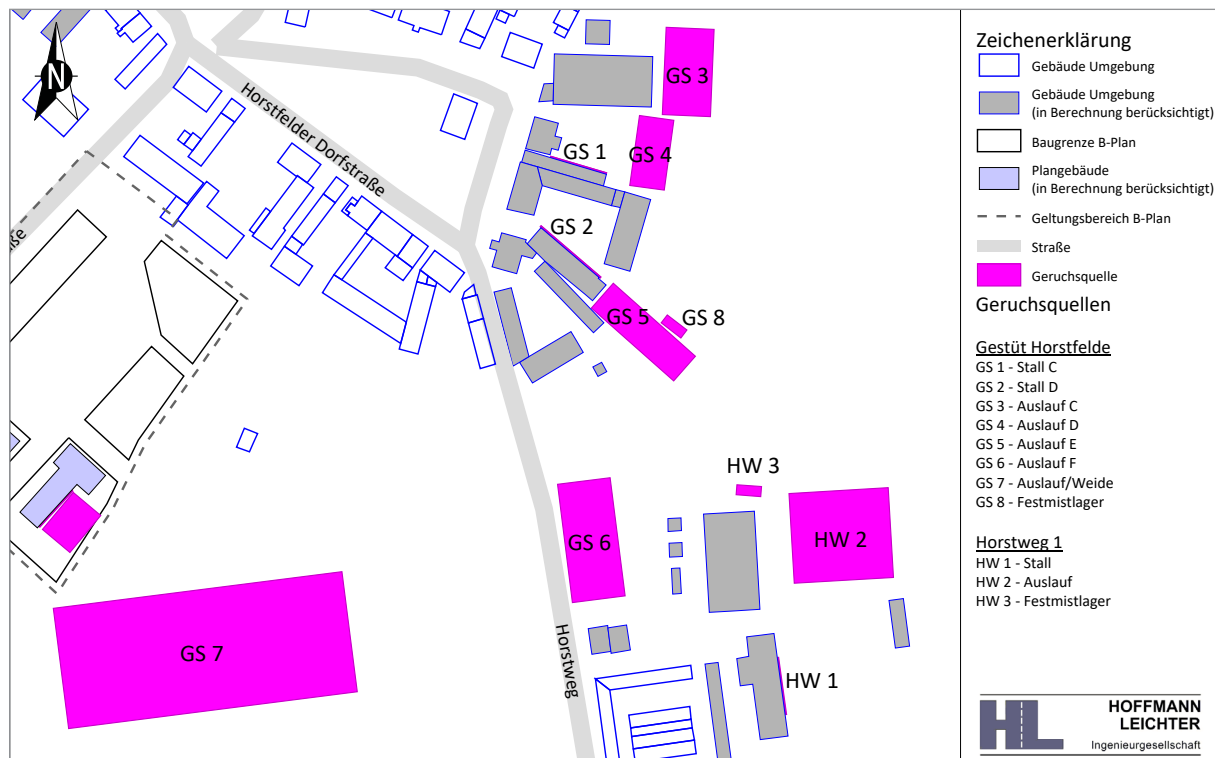 N
Horstfelder Dorfstraße
GS 3
GS 1
GS 4
GS 2
GS 5
GS 8
HW 3
GS 6
HW 2
GS 7
Horstweg
HW 1
Zeichenerklärung
Gebäude Umgebung
Gebäude Umgebung
(in Berechnung berücksichtigt)
Baugrenze B-Plan
Plangebäude
(in Berechnung berücksichtigt)
Geltungsbereich B-Plan
Straße
Geruchsquelle
Geruchsquellen
Gestüt Horstfelde
GS 1 - Stall C
GS 2 - Stall D
GS 3 - Auslauf C
GS 4 - Auslauf D
GS 5 - Auslauf E
GS 6 - Auslauf F
GS 7 - Auslauf/Weide
GS 8 - Festmistlager
Horstweg 1
HW 1 - Stall
HW 2 - Auslauf
HW 3 - Festmistlager
HL
HOFFMANN
LEICHTER
Ingenieurgesellschaft